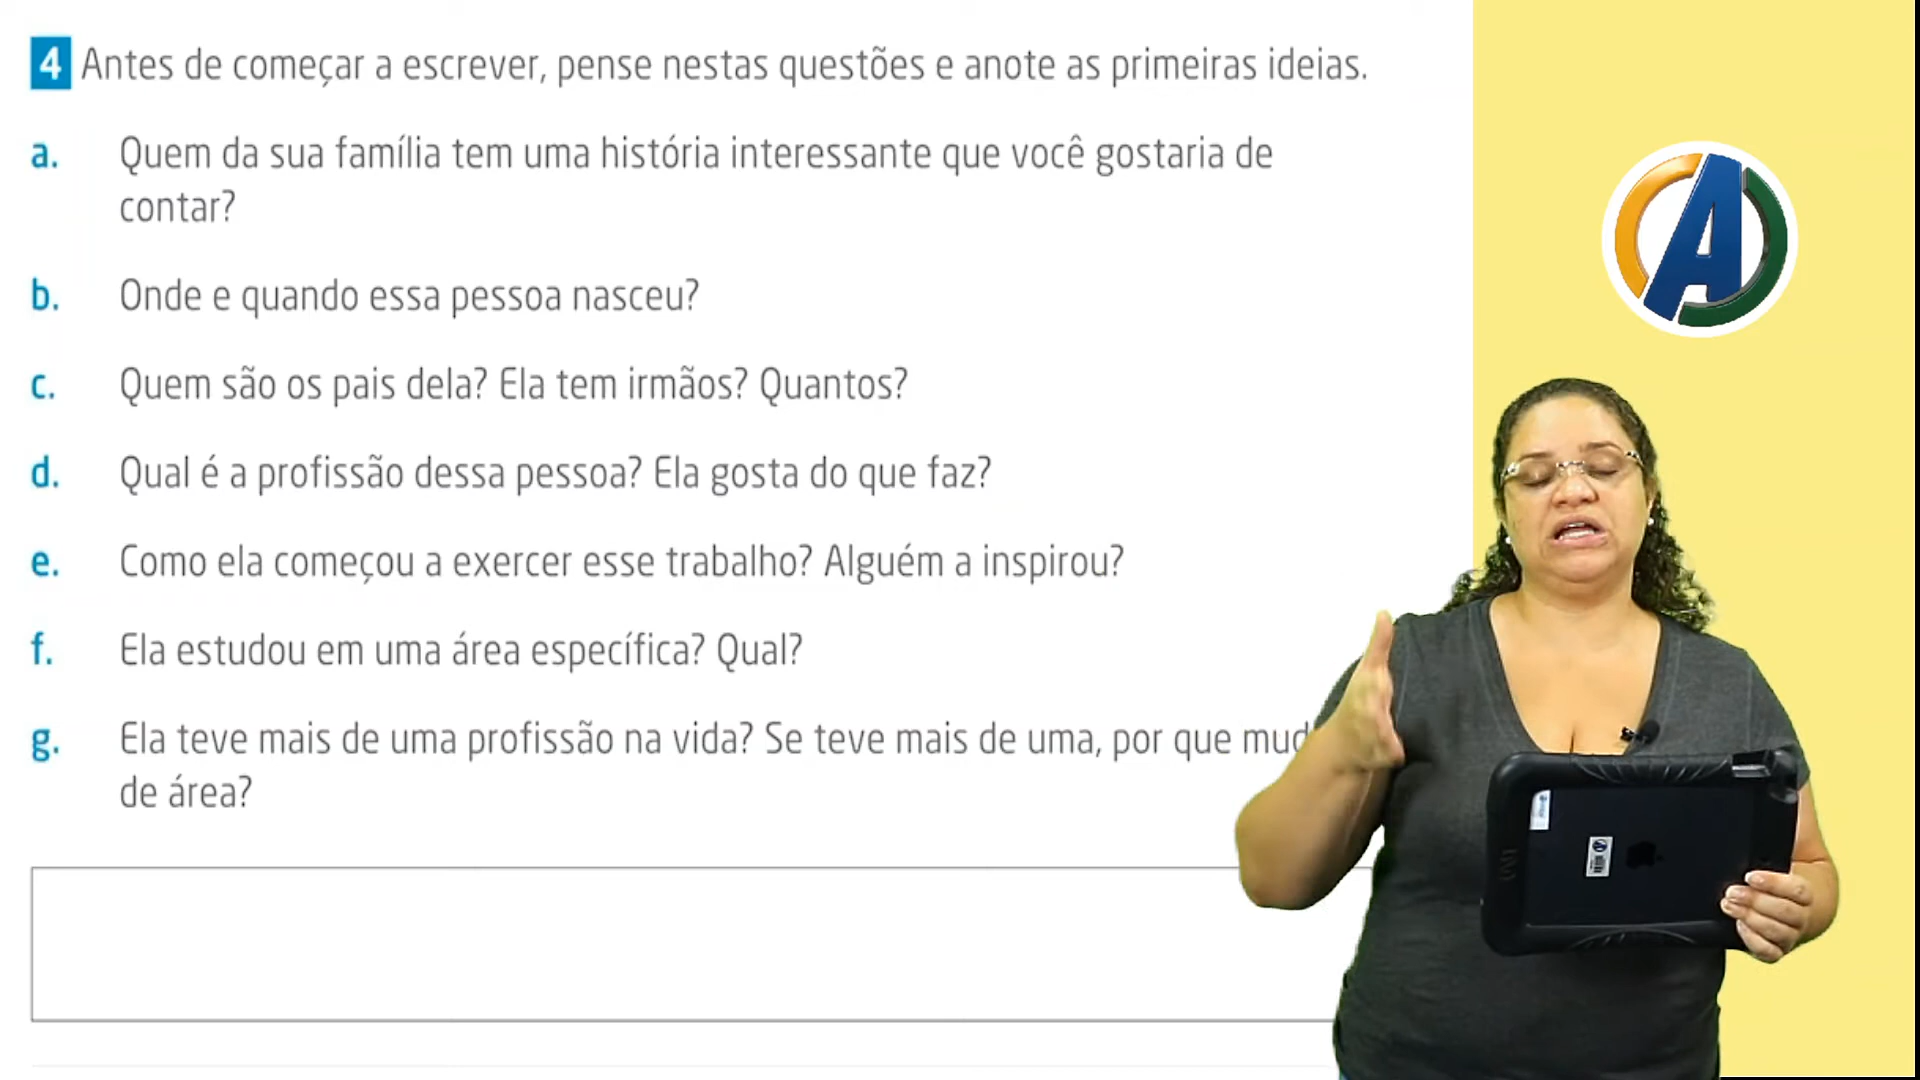 4 Antes de começar a escrever, pense nestas questões e anote as primeiras ideias.
a. Quem da sua família tem uma história interessante que você gostaria de
contar?
b. Onde e quando essa pessoa nasceu?
c. Quem são os pais dela? Ela tem irmãos? Quantos?
d. Qual é a profissão dessa pessoa? Ela gosta do que faz?
e. Como ela começou a exercer esse trabalho? Alguém a inspirou?
f. Ela estudou em uma área específica? Qual?
g. Ela teve mais de uma profissão na vida? Se teve mais de uma, por que
de área?
A